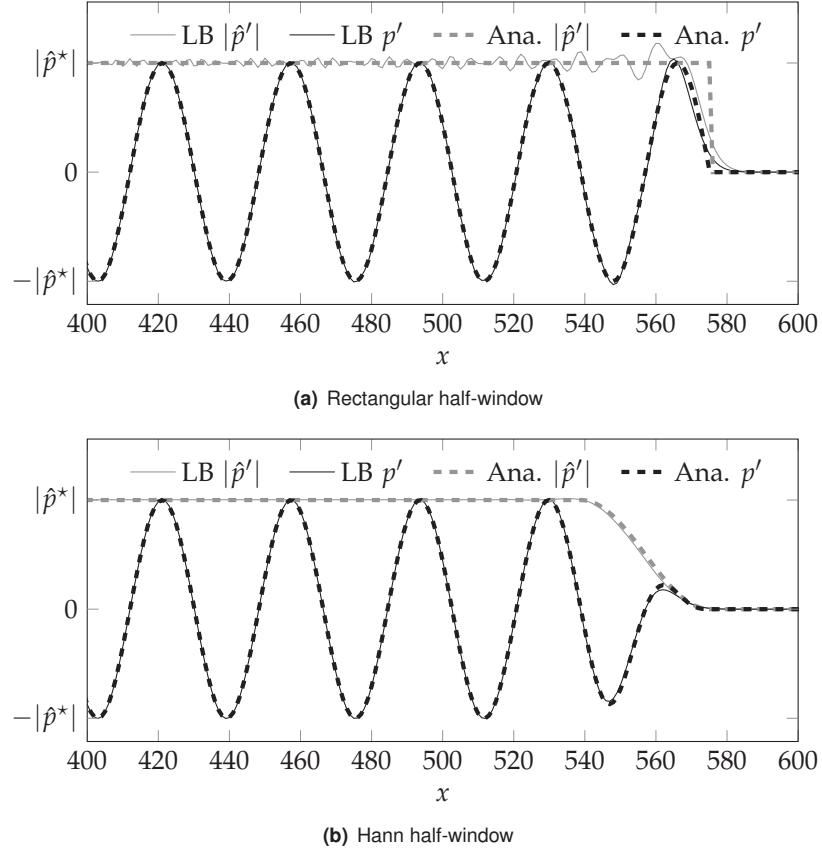 LB |p̂′| LB p′ Ana. |p̂′| Ana. p′
|p̂⋆|
0
−|p̂⋆|
400 420 440 460 480 500 520 540 560 580 600
x
(a) Rectangular half-window
LB |p̂′| LB p′ Ana. |p̂′| Ana. p′
|p̂⋆|
0
−|p̂⋆|
400 420 440 460 480 500 520 540 560 580 600
x
(b) Hann half-window